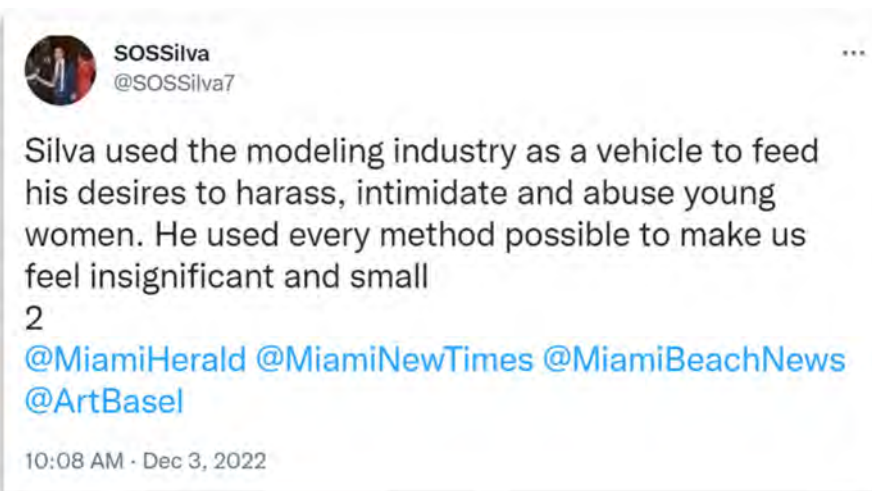 SOSSilva
@SOSSilva7
Silva used the modeling industry as a vehicle to feed
his desires to harass, intimidate and abuse young
women. He used every method possible to make us
feel insignificant and small
2
@MiamiHerald @MiamiNewTimes @MiamiBeachNews
@ArtBasel
10:08 AM · Dec 3, 2022